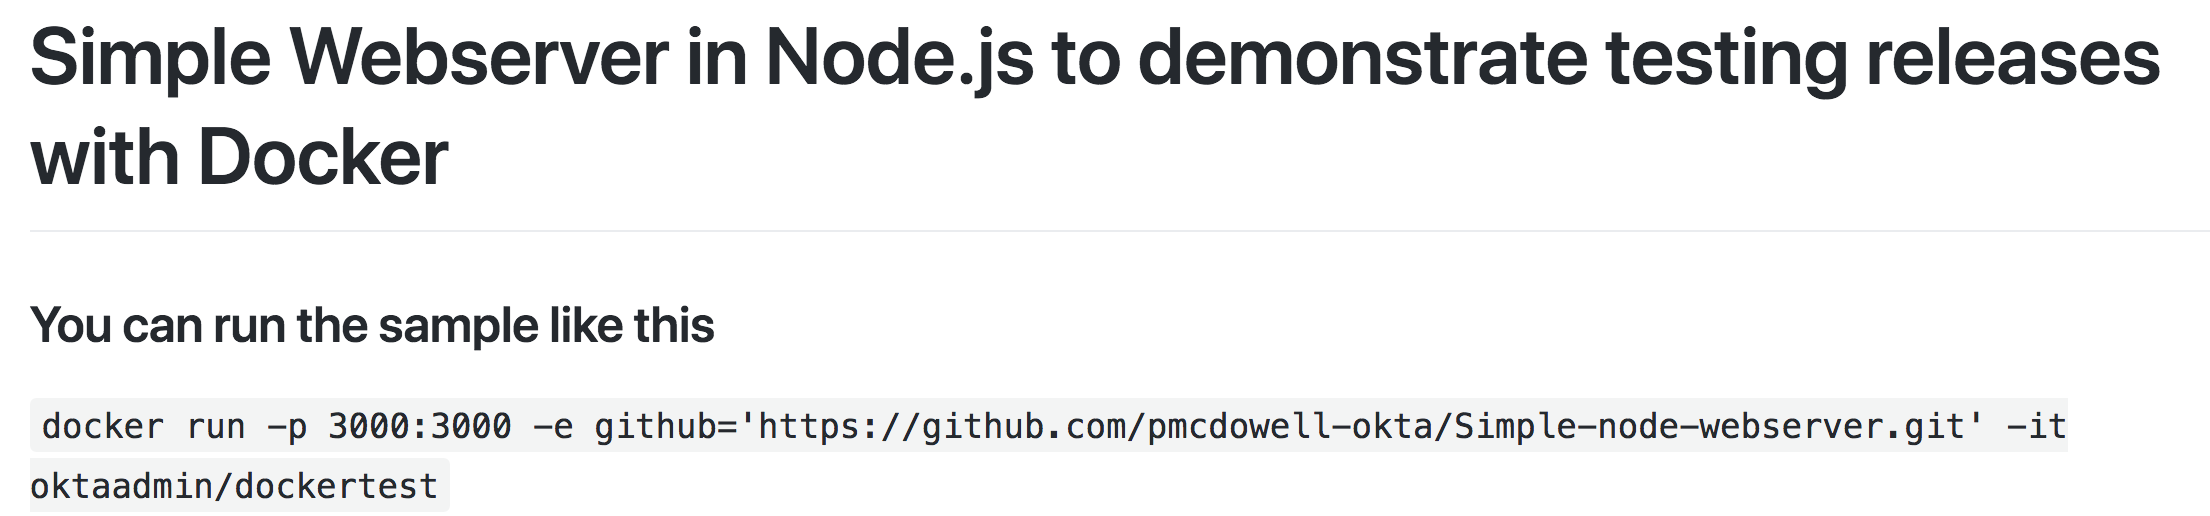 Simple Webserver in Node.js to demonstrate testing releases
with Docker
You can run the sample like this
docker run -p 3000:3000 -e github='https://github.com/pmcdowell-okta/Simple-node-webserver.git' -it
oktaadmin/dockertest